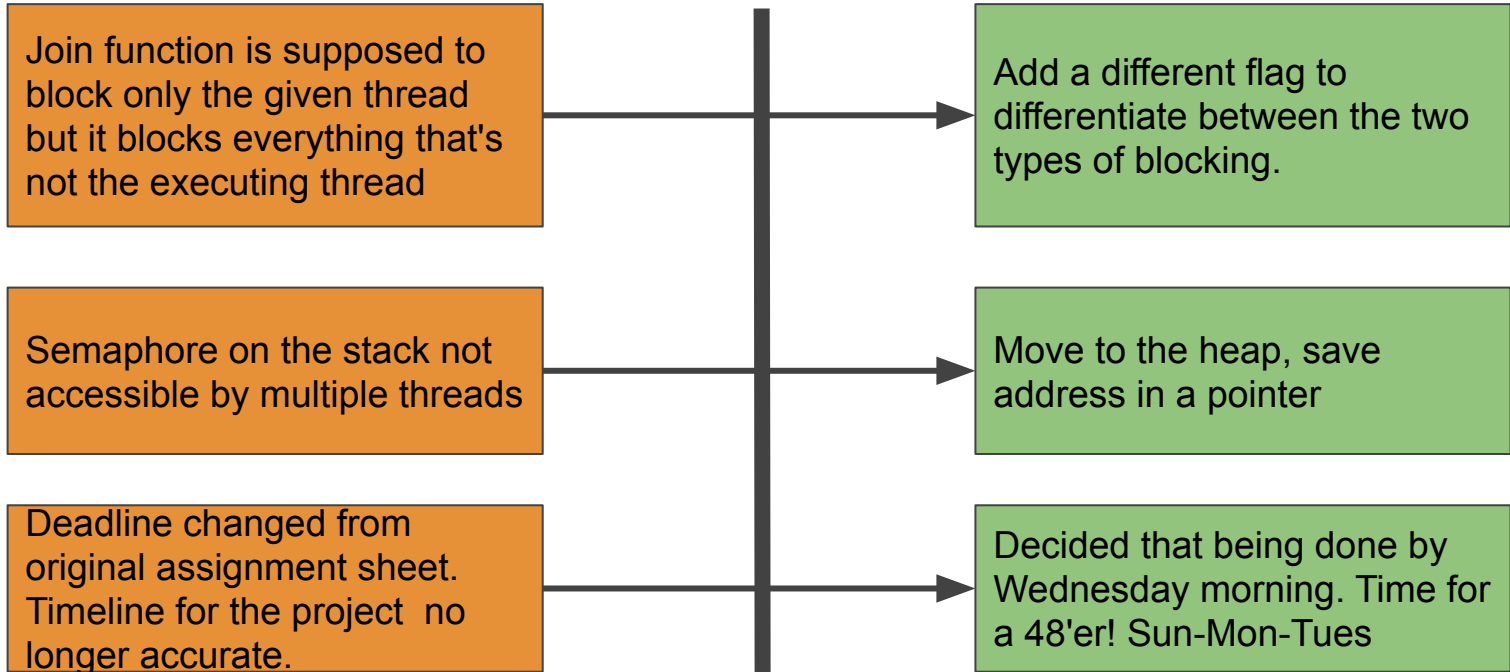 Join function is supposed to
block only the given thread
but it blocks everything that's
not the executing thread
Add a different flag to
differentiate between the two
types of blocking.
Semaphore on the stack not
accessible by multiple threads
Move to the heap, save
address in a pointer
Deadline changed from
original assignment sheet.
Timeline for the project  no
longer accurate.
Decided that being done by
Wednesday morning. Time for
a 48'er! Sun-Mon-Tues